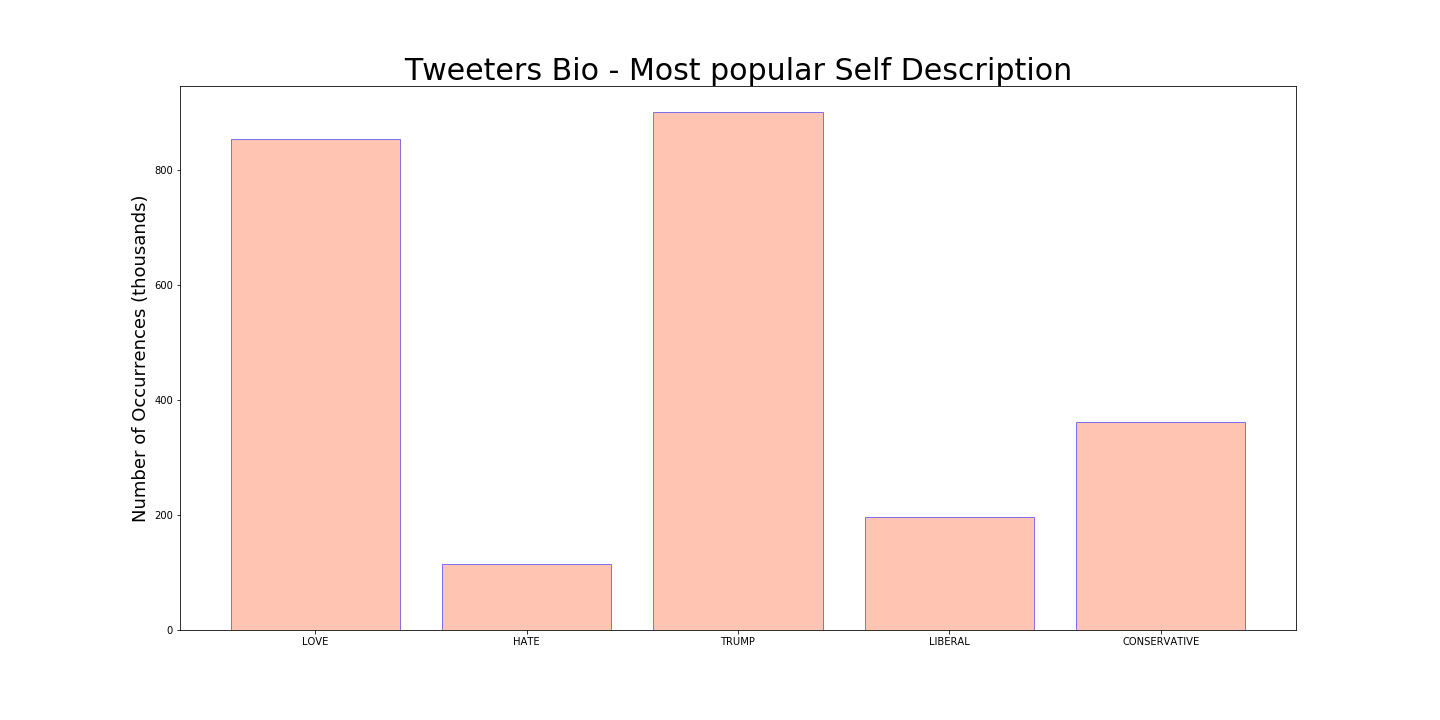 Tweeters Bio - Most popular Self Description
Number of Occurrences (thousands)
800
600
400
200
0
LOVE HATE TRUMP LIBERAL CONSERVATIVE